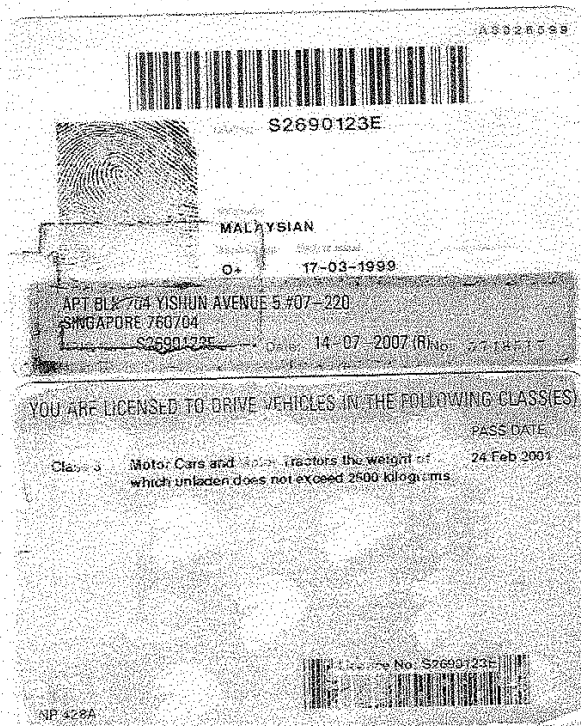 A0026599
S2690123E
MALAYSIAN
O+ 17-03-1999
APT BLK 704 YISHUN AVENUE 5 #07-220
SINGAPORE 760704
S2690123E Date: 14-07-2007 (R) No:
YOU ARE LICENSED TO DRIVE VEHICLES IN THE FOLLOWING CLASS(ES)
PASS DATE
Class 3 Motor Cars and Motor Tractors the weight of 24 Feb 2001
which unladen does not exceed 2500 kilograms
Licence No. S2690123E
NP 428A